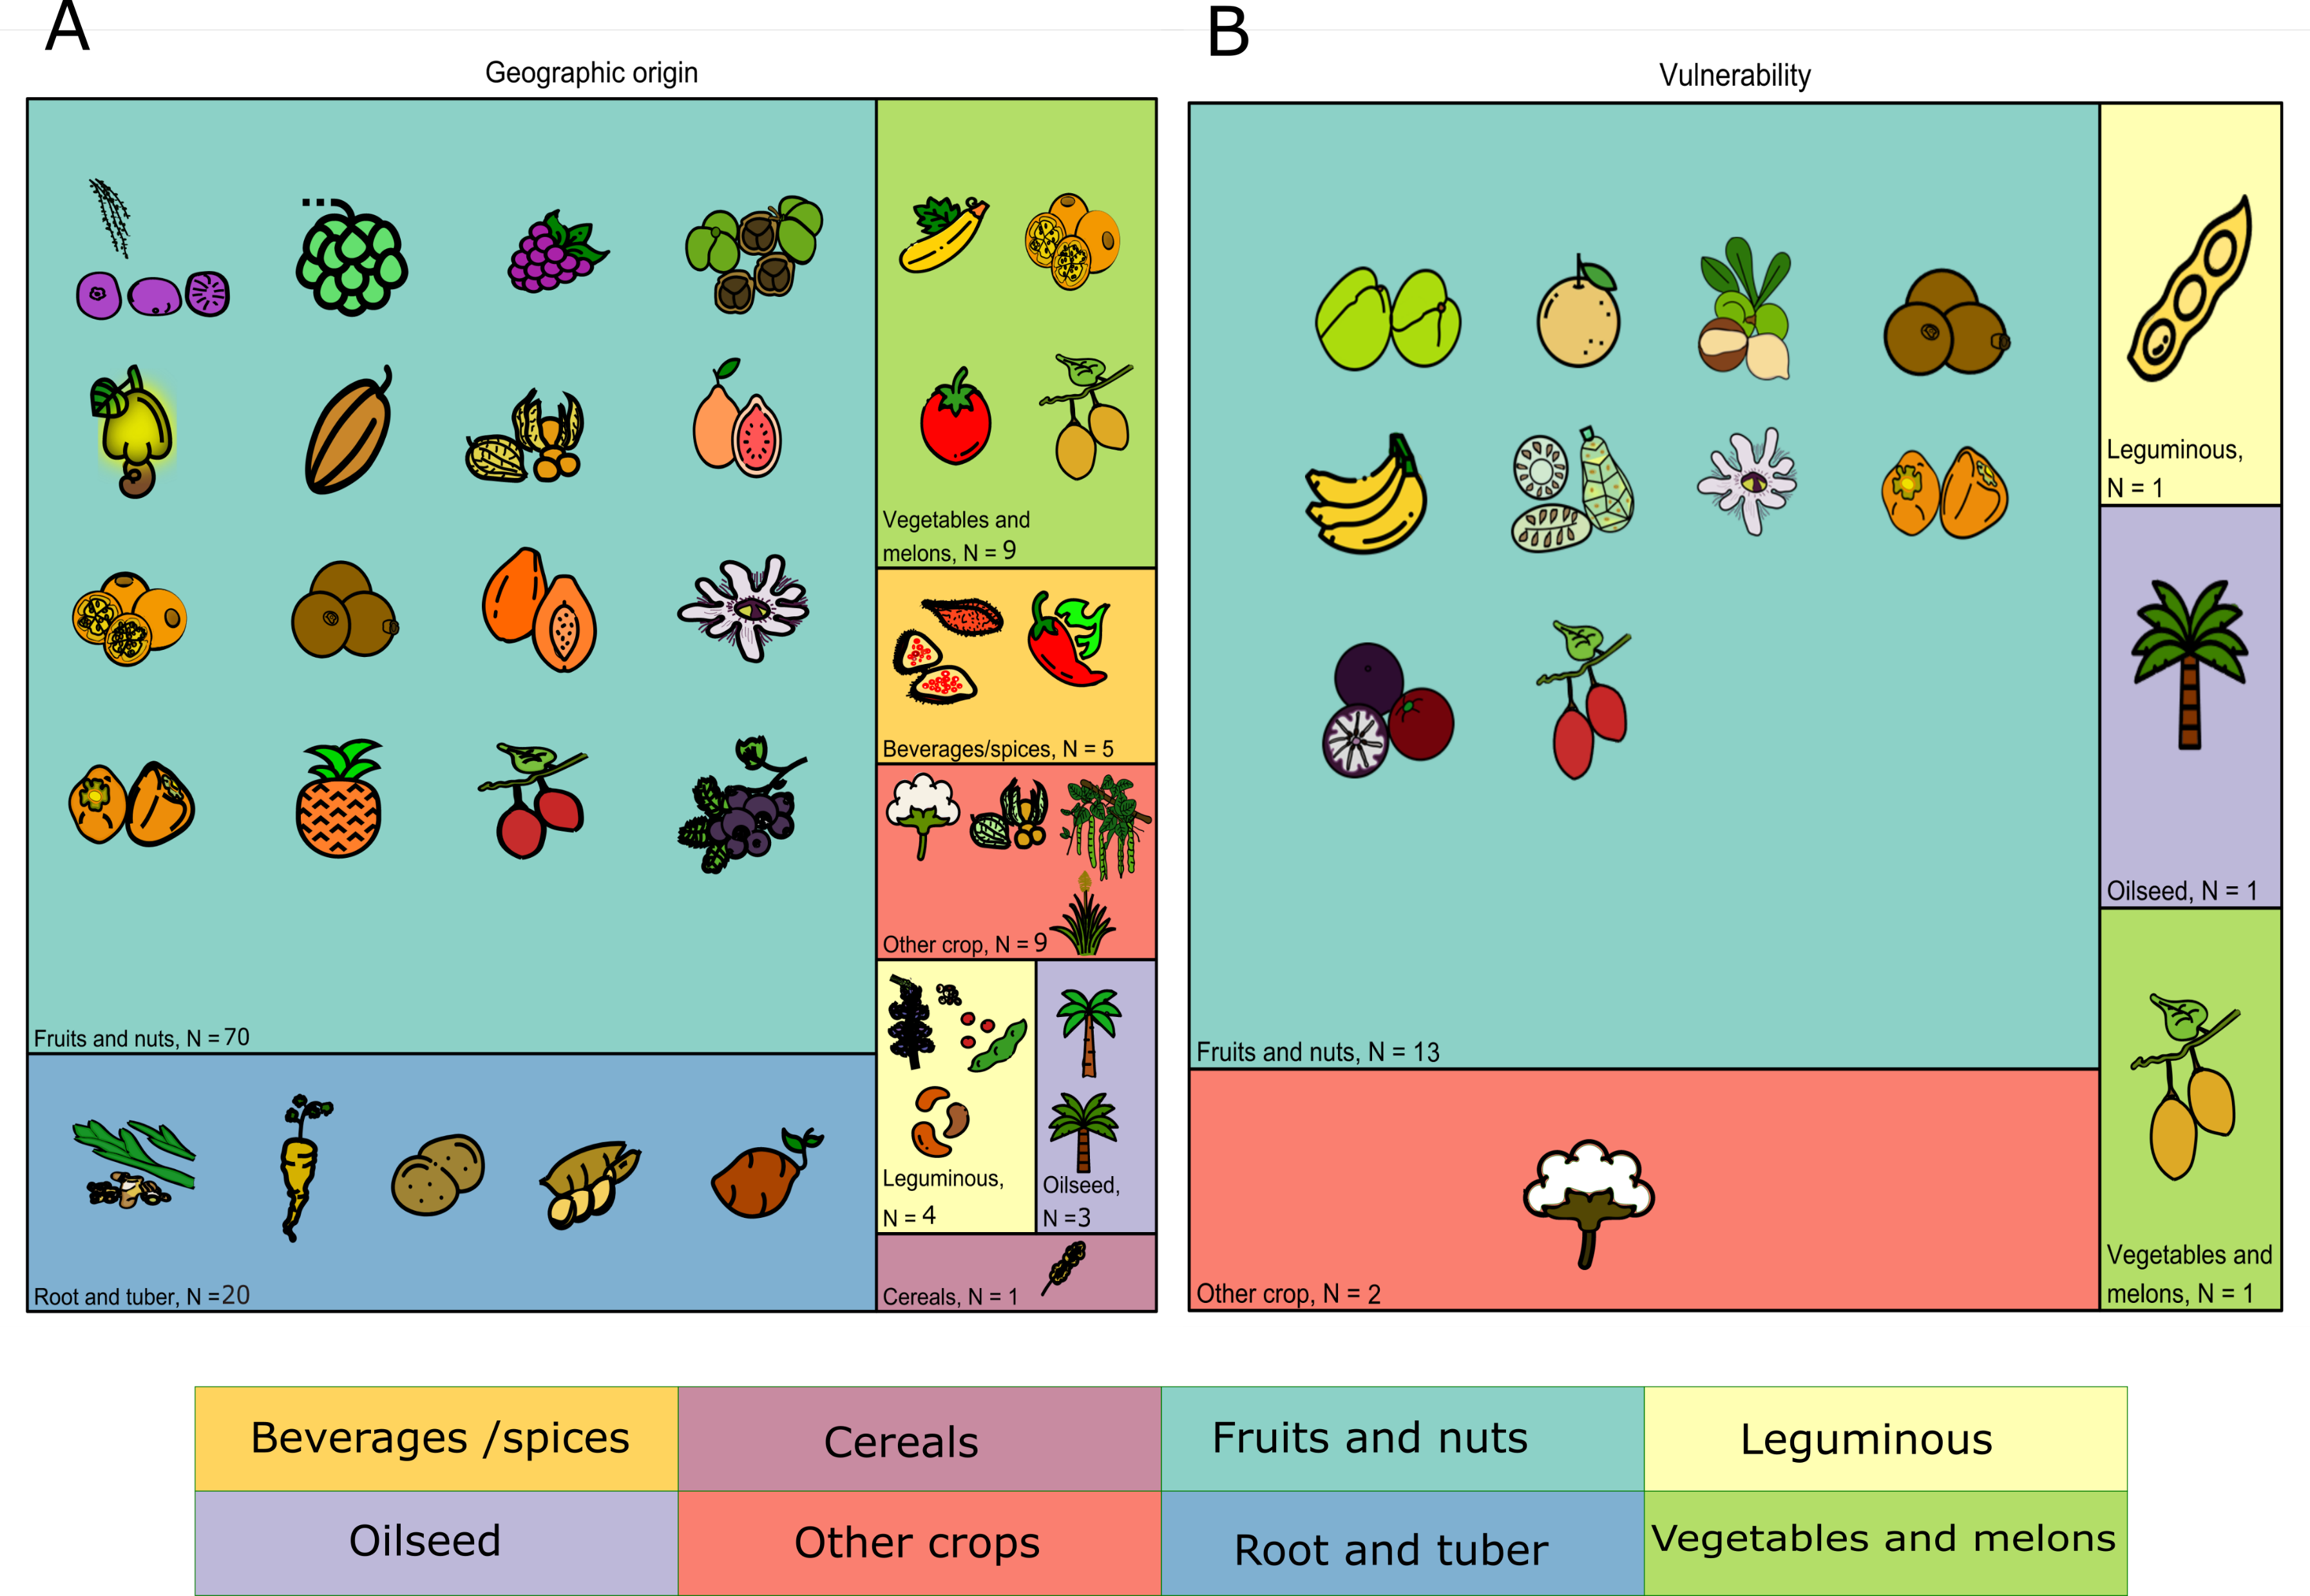 A
B
Geographic origin
Vulnerability
Vegetables and
melons, N = 9
Beverages/spices, N = 5
Other crop, N = 9
Fruits and nuts, N = 70
Leguminous,
N = 4
Oilseed,
N =3
Root and tuber, N =20
Cereals, N = 1
Leguminous,
N = 1
Oilseed, N = 1
Fruits and nuts, N = 13
Vegetables and
melons, N = 1
Other crop, N = 2
Beverages /spices
Cereals
Fruits and nuts
Leguminous
Oilseed
Other crops
Root and tuber
Vegetables and melons